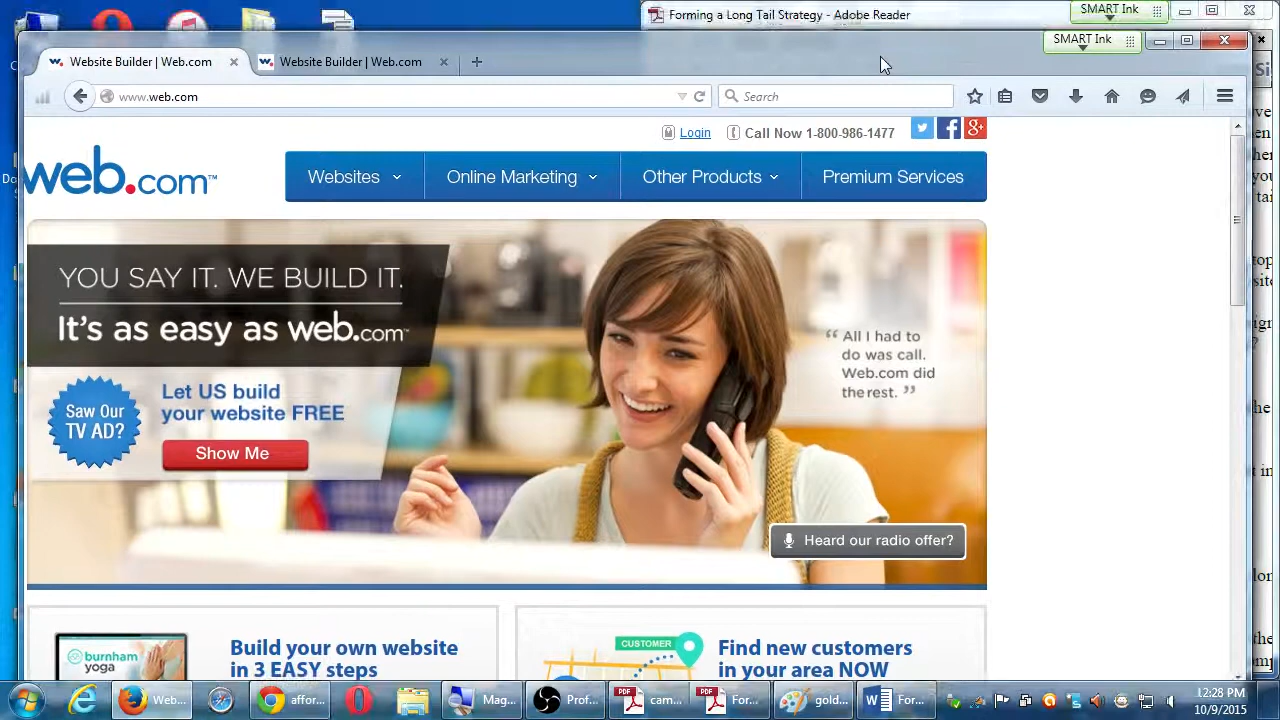 Forming a Long Tail Strategy - Adobe Reader
SMART Ink
SMART Ink
Website Builder | Web.com
Website Builder | Web.com
www.web.com
Search
Login
Call Now 1-800-986-1477
web.com™
Websites
Online Marketing
Other Products
Premium Services
YOU SAY IT. WE BUILD IT.
It's as easy as web.com™
Saw Our
TV AD?
Let US build
your website FREE
Show Me
“ All I had to
do was call.
Web.com did
the rest. ”
Heard our radio offer?
burnham
yoga
Build your own website
in 3 EASY steps
CUSTOMER
Find new customers
in your area NOW
Web...
affor...
Mag...
Prof...
PDF
cam...
PDF
For...
gold...
For...
12:28 PM
10/9/2015